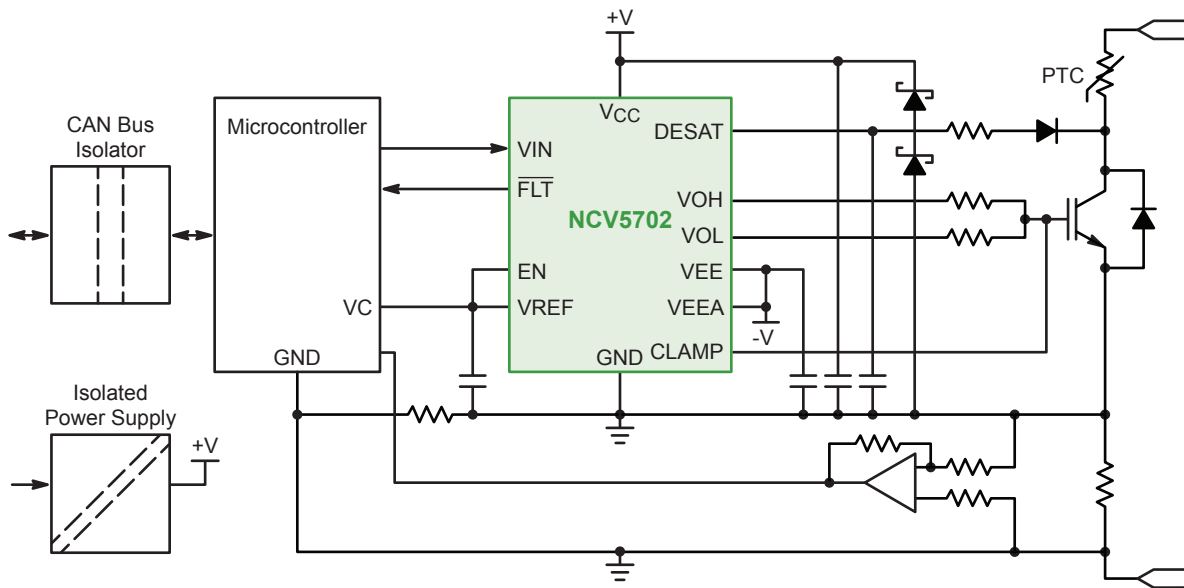 +V
PTC
CAN Bus
Isolator
Microcontroller
VCC
DESAT
VIN
FLT
VOH
NCV5702
VOL
EN
VEE
VC
VREF
VEEA
-V
GND
GND
CLAMP
Isolated
Power Supply
+V